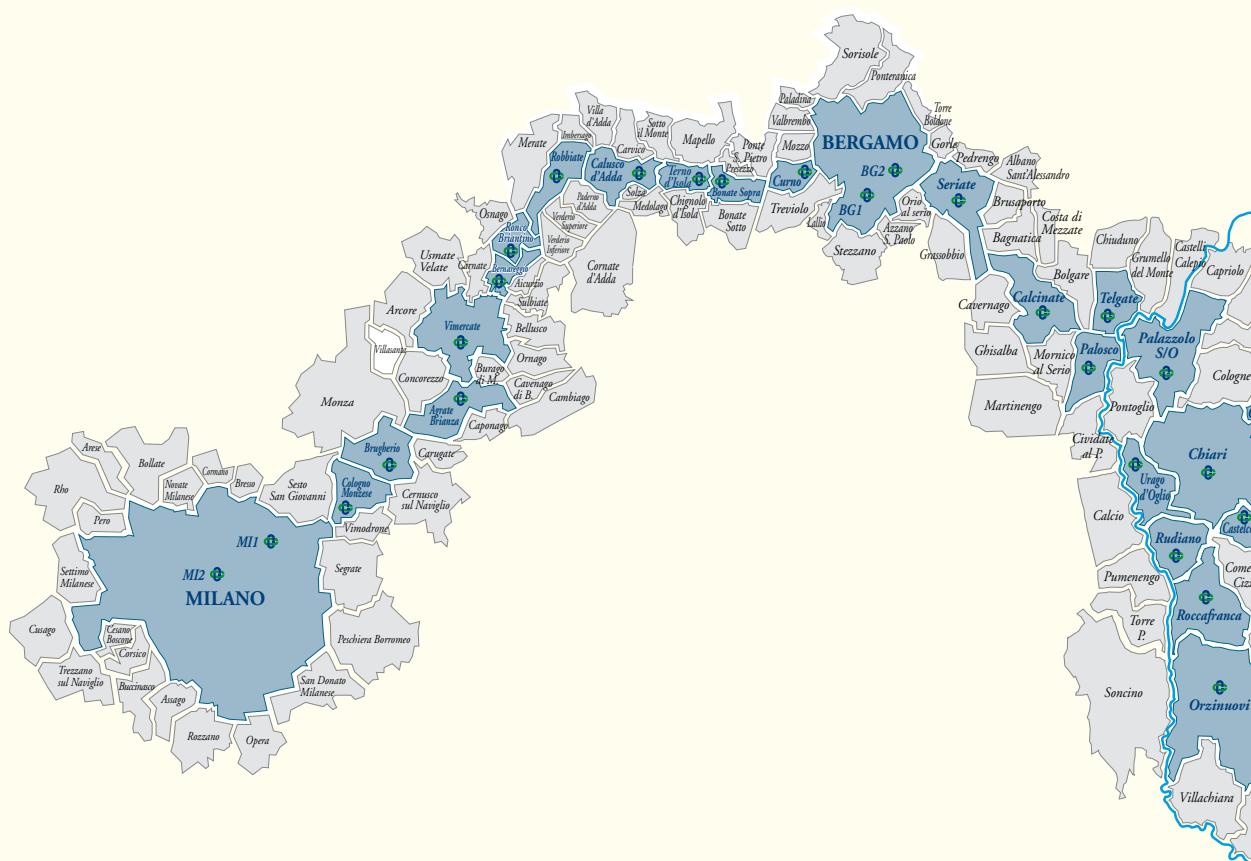 Sorisole
Ponteranica
Paladina
Valbrembo
Torre
Boldone
Gorle
Mozzo
BERGAMO
BG2
BG1
Pedrengo
Albano
Sant'Alessandro
Seriate
Brusaporto
Costa di
Mezzate
Bagnatica
Orio
al serio
Azzano
S. Paolo
Grassobbio
Stezzano
Lallio
Treviolo
Curno
Villa
d'Adda
Sotto
il Monte
Mapello
Ponte
S. Pietro
Presezzo
Imbersago
Carvico
Merate
Robbiate
Calusco
d'Adda
Terno
d'Isola
Bonate Sopra
Solza
Medolago
Chignolo
d'Isola
Bonate
Sotto
Paderno
d'Adda
Verderio
Superiore
Verderio
Inferiore
Cornate
d'Adda
Osnago
Ronco
Briantino
Bernareggio
Carnate
Usmate
Velate
Aicurzio
Sulbiate
Arcore
Vimercate
Bellusco
Ornago
Villasanta
Burago
di M.
Cavenago
di B.
Cambiago
Concorezzo
Monza
Agrate
Brianza
Caponago
Brugherio
Carugate
Cologno
Monzese
Cernusco
sul Naviglio
Vimodrone
Arese
Bollate
Rho
Novate
Milanese
Cormano
Bresso
Sesto
San Giovanni
Pero
MI1
MI2
MILANO
Segrate
Settimo
Milanese
Cusago
Cesano
Boscone
Corsico
Trezzano
sul Naviglio
Buccinasco
Assago
Rozzano
Opera
San Donato
Milanese
Peschiera Borromeo
Chiuduno
Grumello
del Monte
Castelli
Calepio
Capriolo
Bolgare
Cavernago
Calcinate
Telgate
Palazzolo
S/O
Ghisalba
Mornico
al Serio
Palosco
Cologne
Martinengo
Pontoglio
Cividate
al P.
Chiari
Urago
d'Oglio
Calcio
Castelco
Rudiano
Come
Cizz
Pumenengo
Roccafranca
Torre
P.
Soncino
Orzinuovi
Villachiara